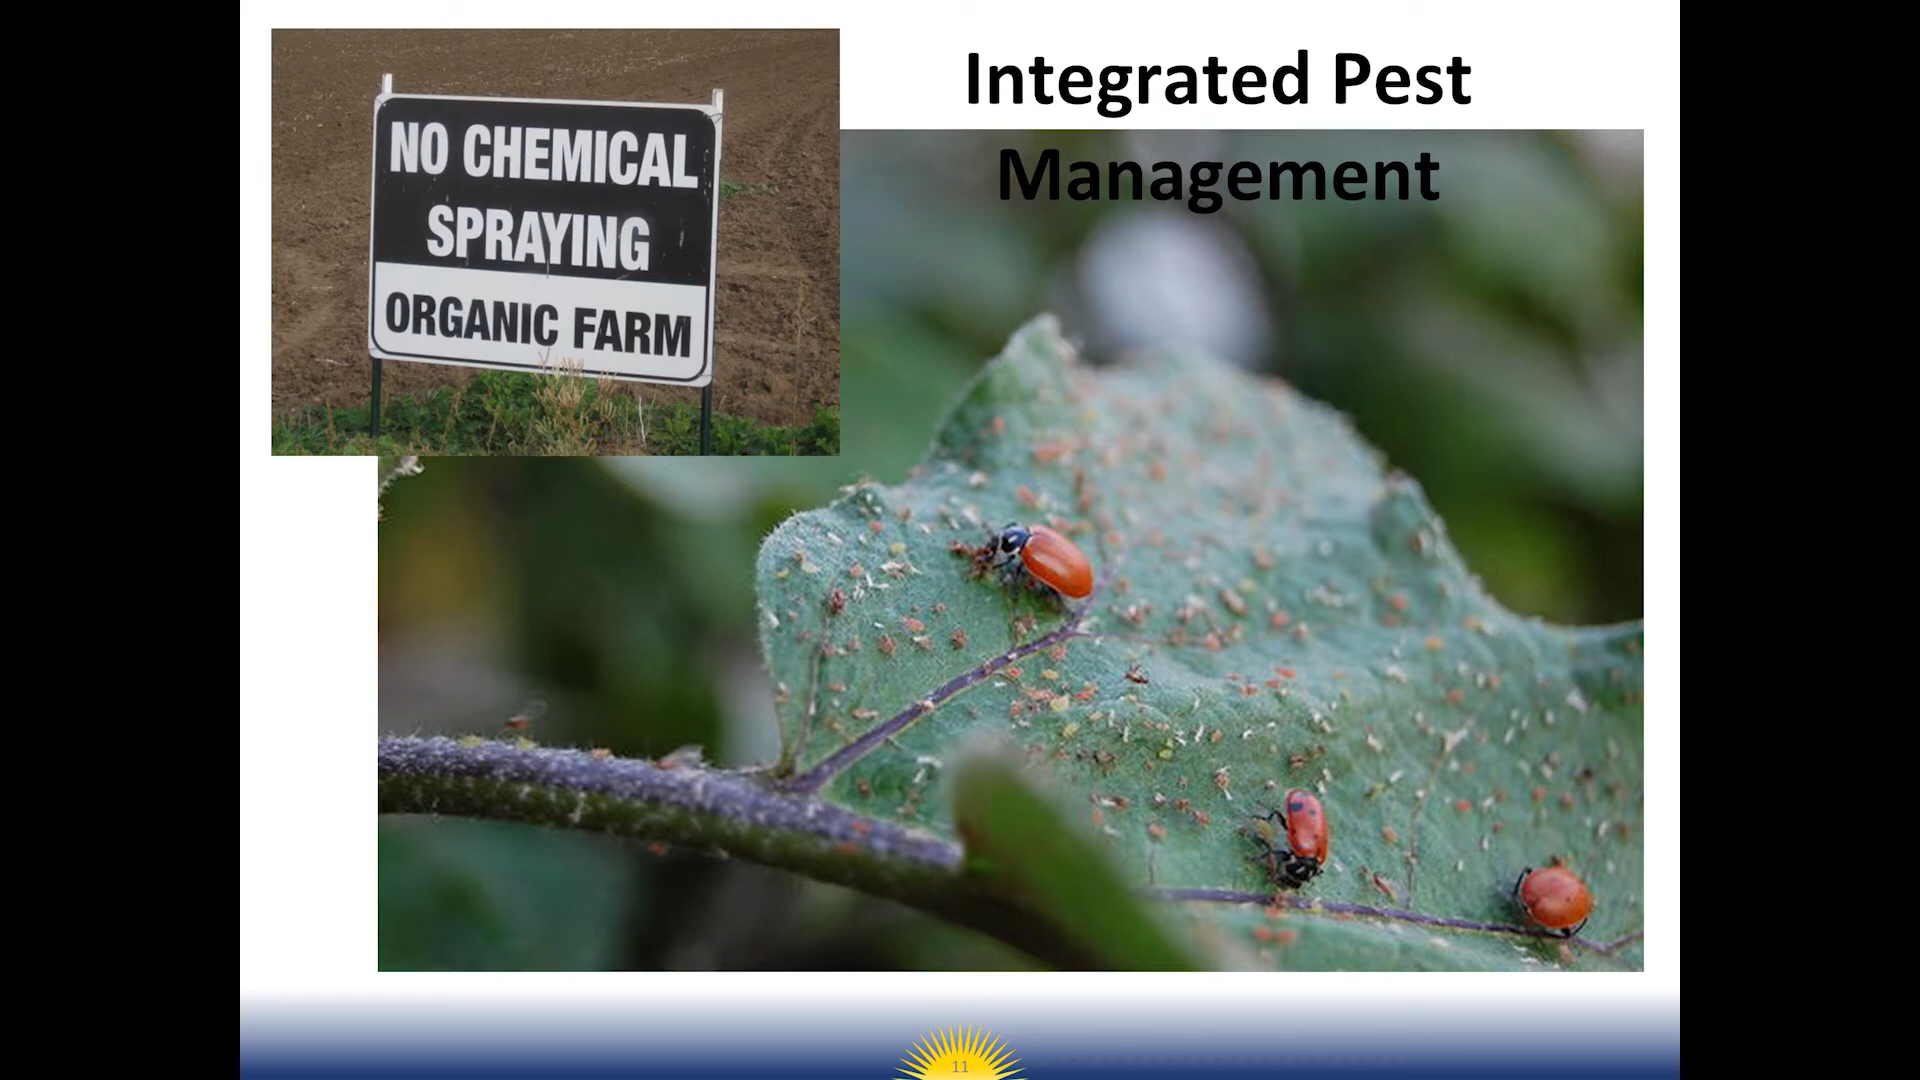 Integrated Pest
Management
NO CHEMICAL
SPRAYING
ORGANIC FARM
11